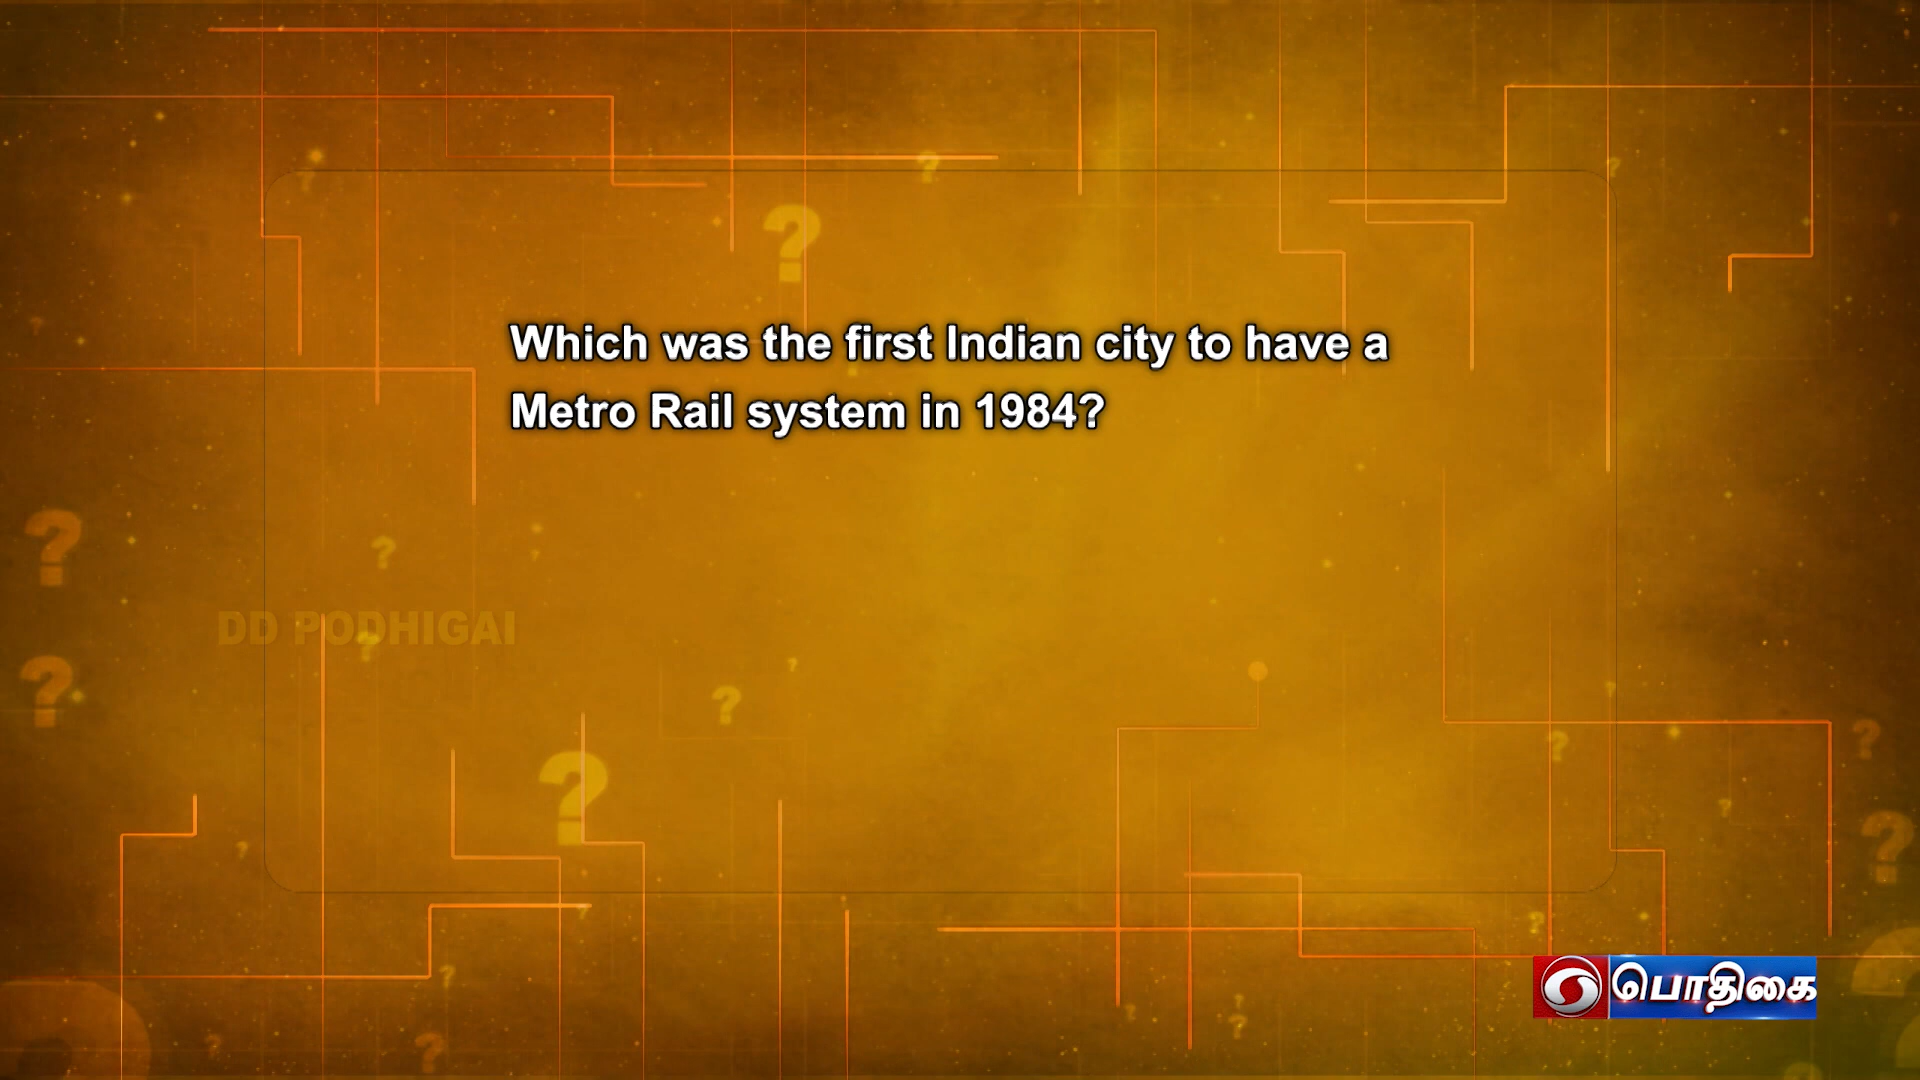 Which was the first Indian city to have a
Metro Rail system in 1984?
DD PODHIGAI
பொதிகை